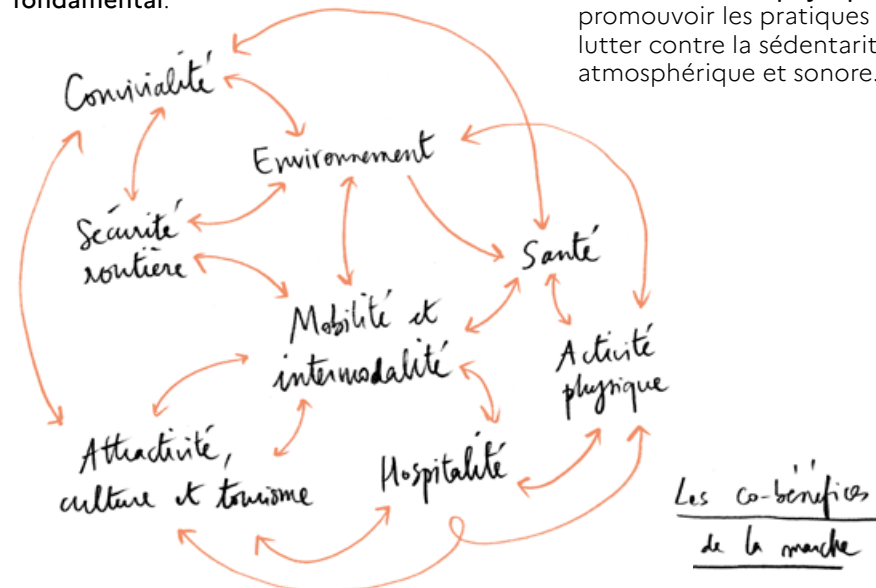 fondamental.
promouvoir les pratiques
lutter contre la sédentarit
atmosphérique et sonore.
Convivialité
Environnement
Sécurité
routière
Santé
Mobilité et
intermodalité
Activité
physique
Attractivité,
culture et tourisme
Hospitalité
Les co-bénéfices
de la marche